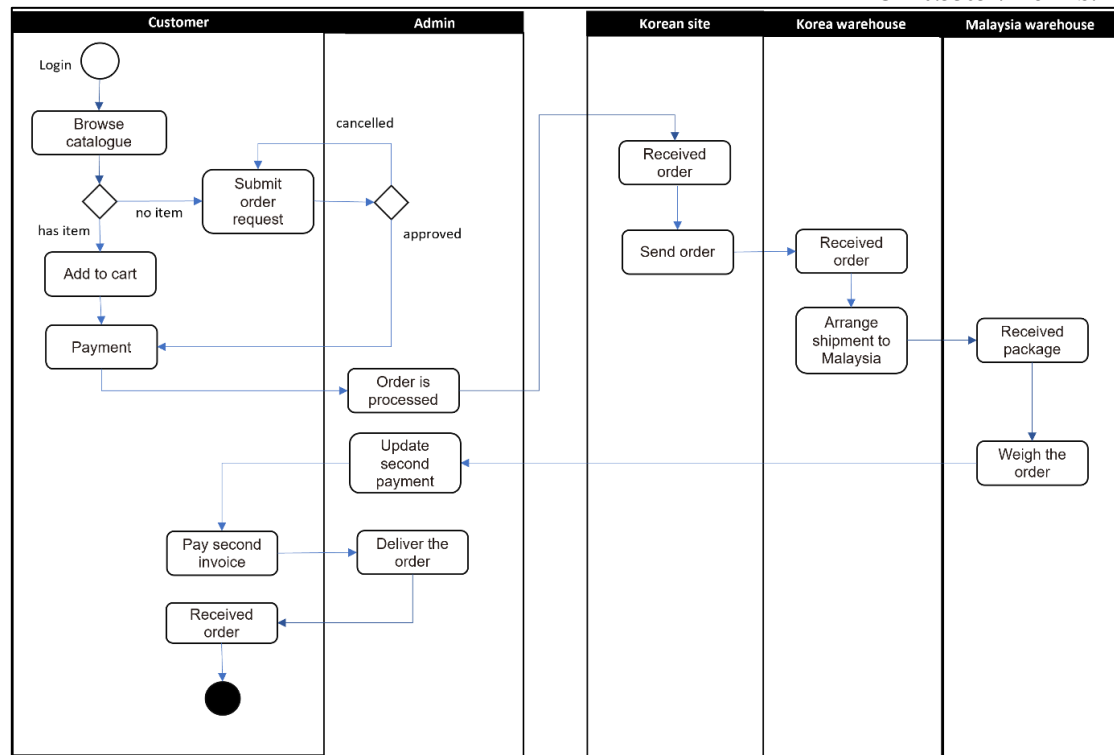 Customer
Admin
Korean site
Korea warehouse
Malaysia warehouse
Login
Browse
catalogue
cancelled
Submit
order
request
no item
has item
approved
Add to cart
Payment
Order is
processed
Received
order
Send order
Received
order
Arrange
shipment to
Malaysia
Received
package
Weigh the
order
Update
second
payment
Pay second
invoice
Deliver the
order
Received
order